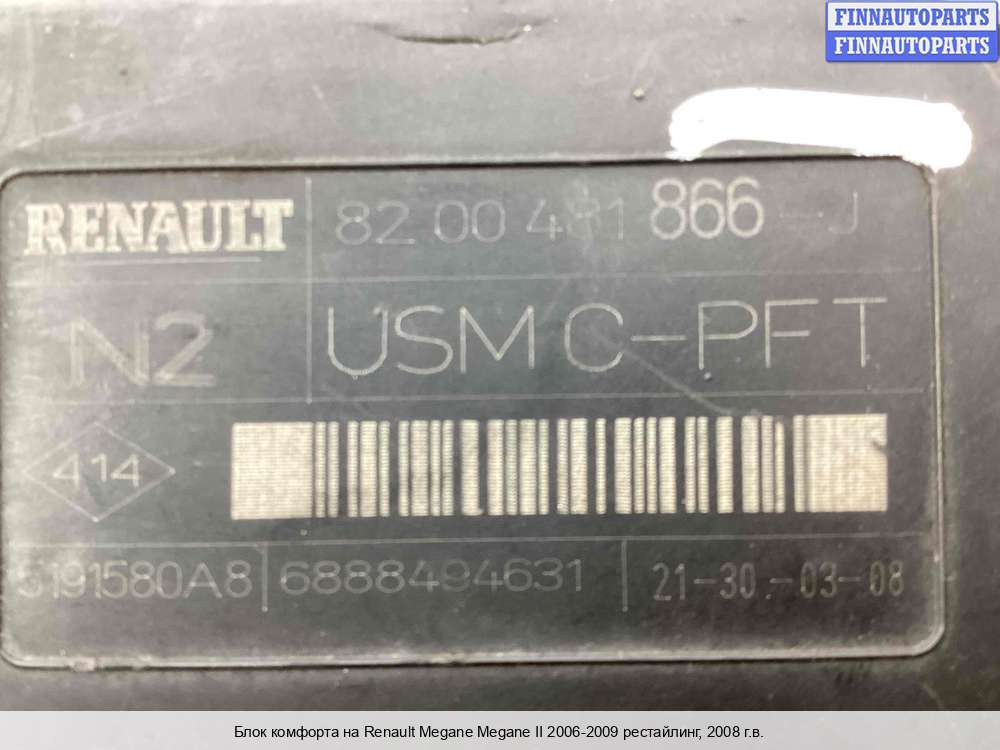 FINNAUTOPARTS
FINNAUTOPARTS
RENAULT 82 00 481 866 - J
N2 USM C-PFT
414
5191580A8 6888494631 21-30.-03-08
Блок комфорта на Renault Megane Megane II 2006-2009 рестайлинг, 2008 г.в.